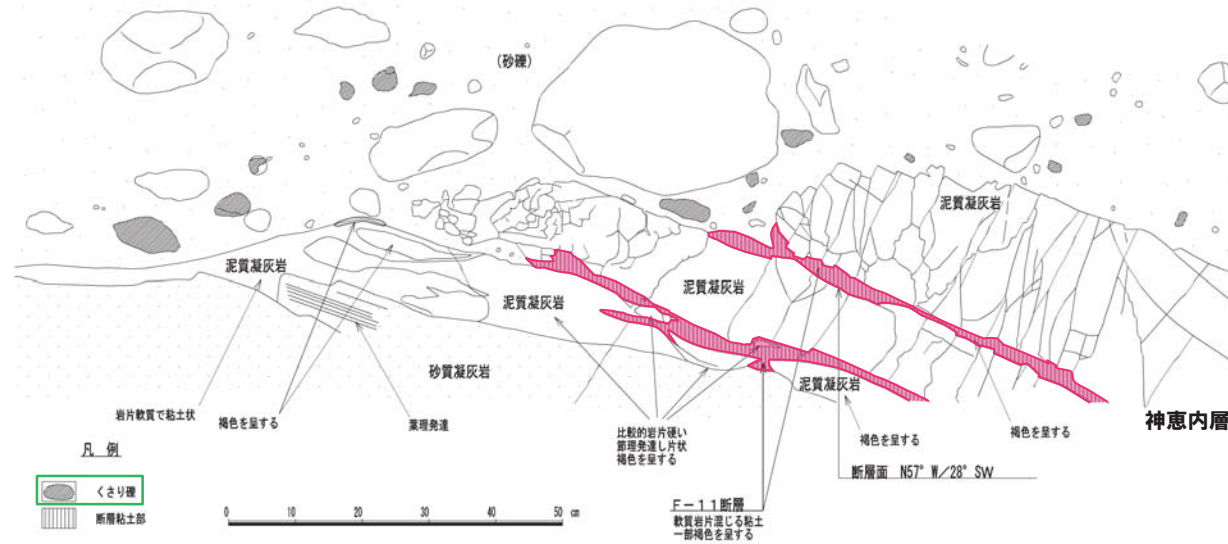 (砂礫)
泥質凝灰岩
泥質凝灰岩
泥質凝灰岩
泥質凝灰岩
砂質凝灰岩
泥質凝灰岩
岩片軟質で粘土状
褐色を呈する
葉理発達
比較的岩片硬い
節理発達し片状
褐色を呈する
褐色を呈する
褐色を呈する
神恵内層
断層面 N57°W/28°SW
F-11断層
軟質岩片混じる粘土
一部褐色を呈する
凡 例
くさり礫
断層粘土部
0 10 20 30 40 50 cm